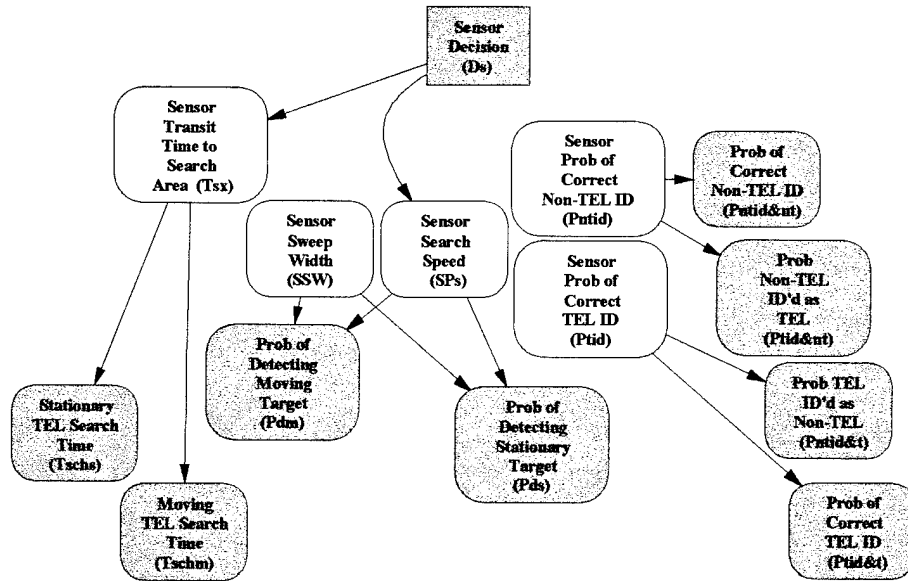 Sensor
Decision
(Ds)
Sensor
Transit
Time to
Search
Area (Tsx)
Sensor
Prob of
Correct
Non-TEL ID
(Pntid)
Prob of
Correct
Non-TEL ID
(Pntid&nt)
Sensor
Sweep
Width
(SSW)
Sensor
Search
Speed
(SPs)
Sensor
Prob of
Correct
TEL ID
(Ptid)
Prob
Non-TEL
ID'd as
TEL
(Ptid&nt)
Prob of
Detecting
Moving
Target
(Pdm)
Prob TEL
ID'd as
Non-TEL
(Pntid&t)
Stationary
TEL Search
Time
(Tschs)
Prob of
Detecting
Stationary
Target
(Pds)
Moving
TEL Search
Time
(Tschm)
Prob of
Correct
TEL ID
(Ptid&t)